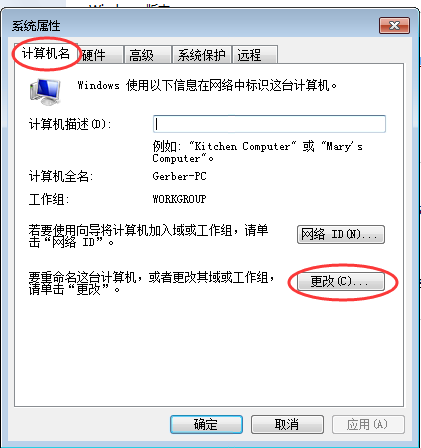 系统属性
计算机名 硬件 高级 系统保护 远程
Windows 使用以下信息在网络中标识这台计算机。
计算机描述(D):
例如: "Kitchen Computer" 或 "Mary's
Computer"。
计算机全名: Gerber-PC
工作组: WORKGROUP
若要使用向导将计算机加入域或工作组，请单
击“网络 ID”。
网络 ID(N)...
要重命名这台计算机，或者更改其域或工作组，
请单击“更改”。
更改(C)...
确定 取消 应用(A)